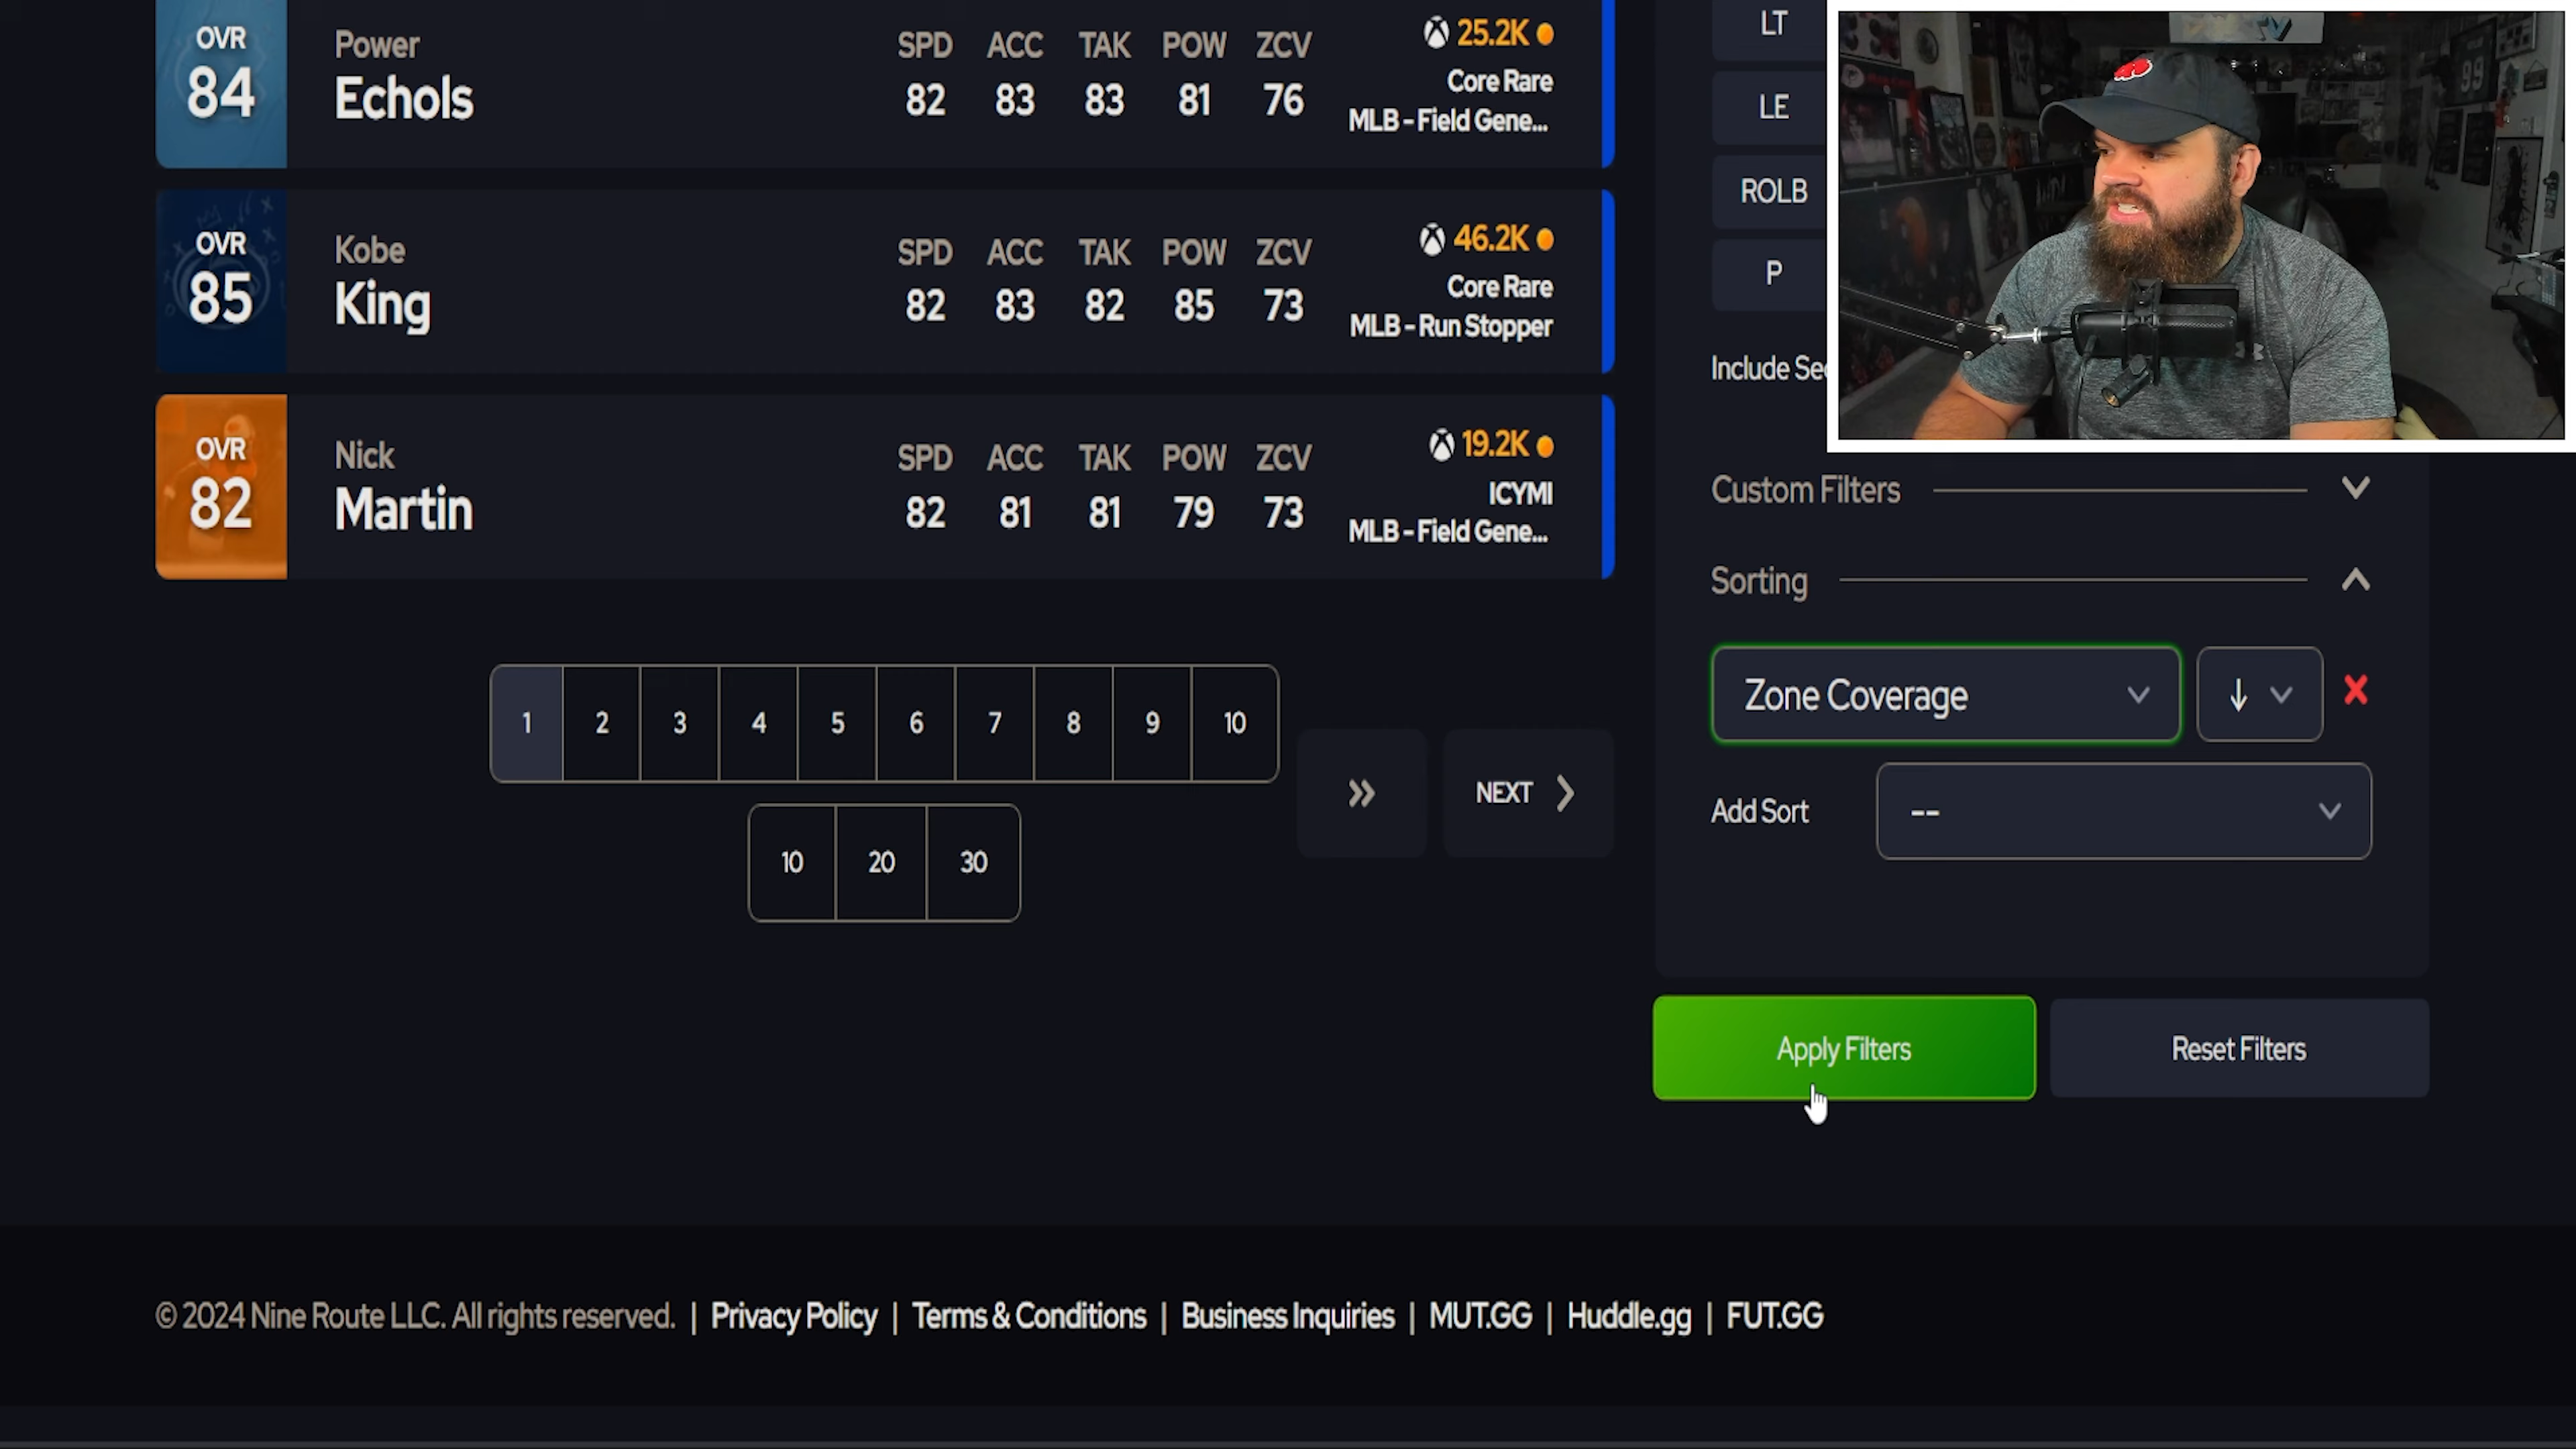 OVR
84
Power
Echols
SPD ACC TAK POW ZCV
82 83 83 81 76
25.2K
Core Rare
MLB - Field Gene...
OVR
85
Kobe
King
SPD ACC TAK POW ZCV
82 83 82 85 73
46.2K
Core Rare
MLB - Run Stopper
OVR
82
Nick
Martin
SPD ACC TAK POW ZCV
82 81 81 79 73
19.2K
ICYMI
MLB - Field Gene...
1 2 3 4 5 6 7 8 9 10
10 20 30
NEXT
LT
LE
ROLB
P
Include Sec
99
Custom Filters
Sorting
Zone Coverage
Add Sort --
Apply Filters
Reset Filters
© 2024 Nine Route LLC. All rights reserved. | Privacy Policy | Terms & Conditions | Business Inquiries | MUT.GG | Huddle.gg | FUT.GG